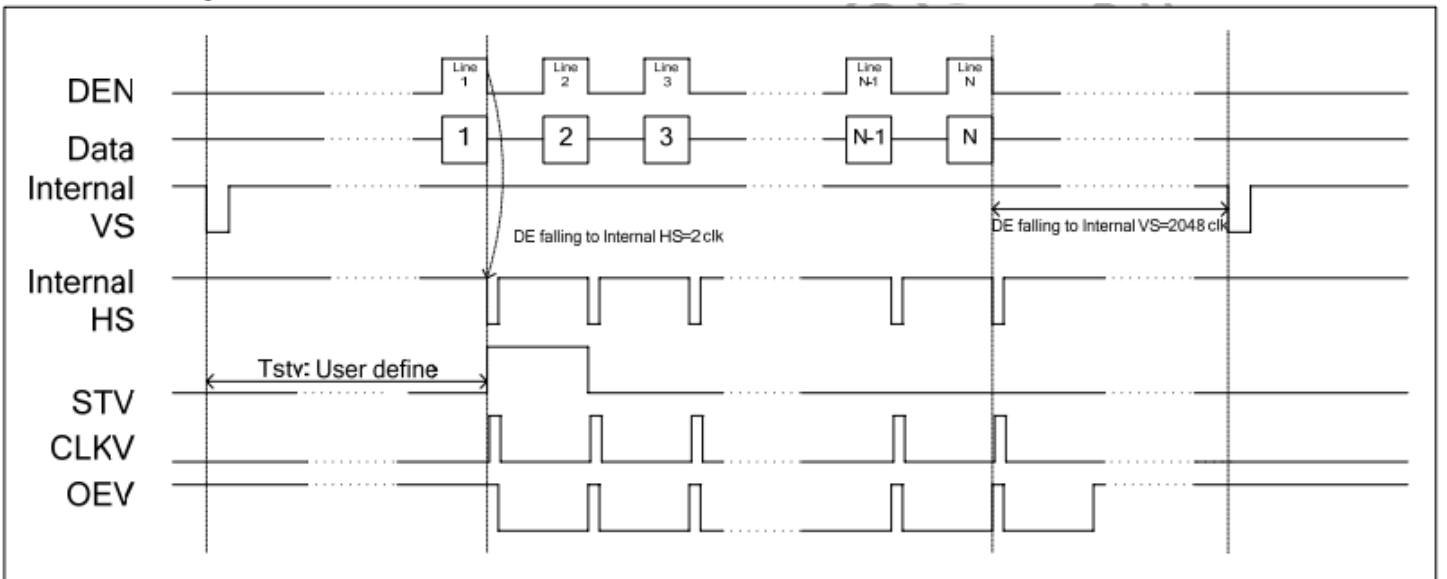 Line 1
Line 2
Line 3
Line N-1
Line N
DEN
1
2
3
N-1
N
Data
Internal
VS
DE falling to Internal HS=2 clk
DE falling to Internal VS=2048 clk
Internal
HS
Tstv: User define
STV
CLKV
OEV